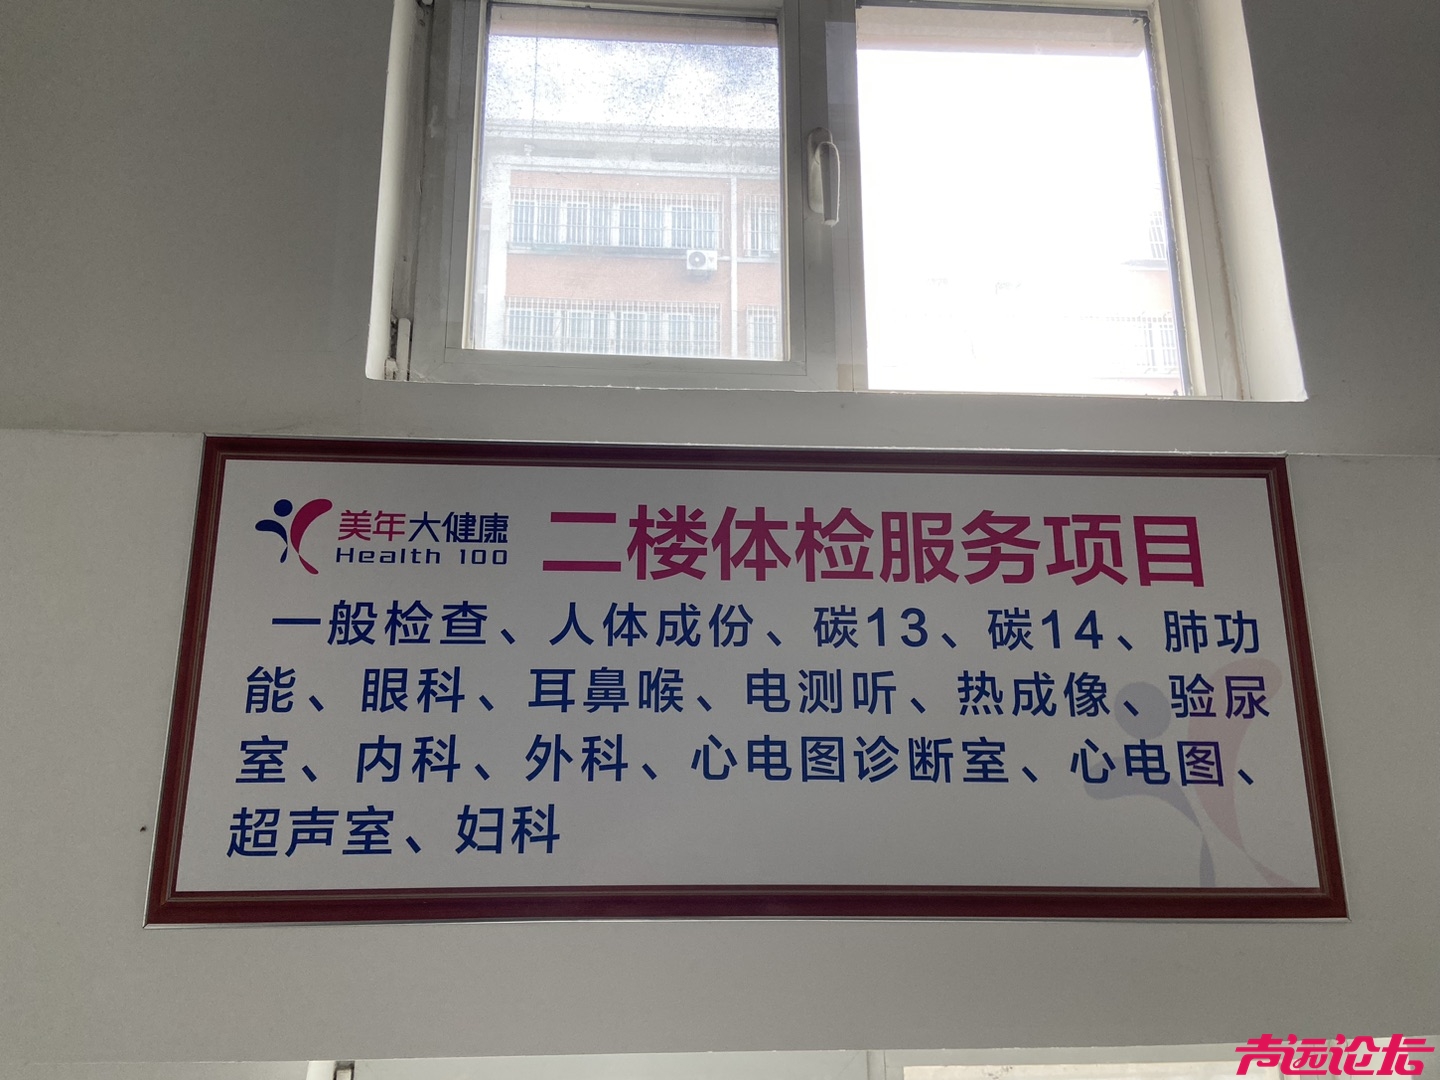 美年大健康
Health 100
二楼体检服务项目
一般检查、人体成份、碳13、碳14、肺功
能、眼科、耳鼻喉、电测听、热成像、验尿
室、内科、外科、心电图诊断室、心电图、
超声室、妇科
声远论坛